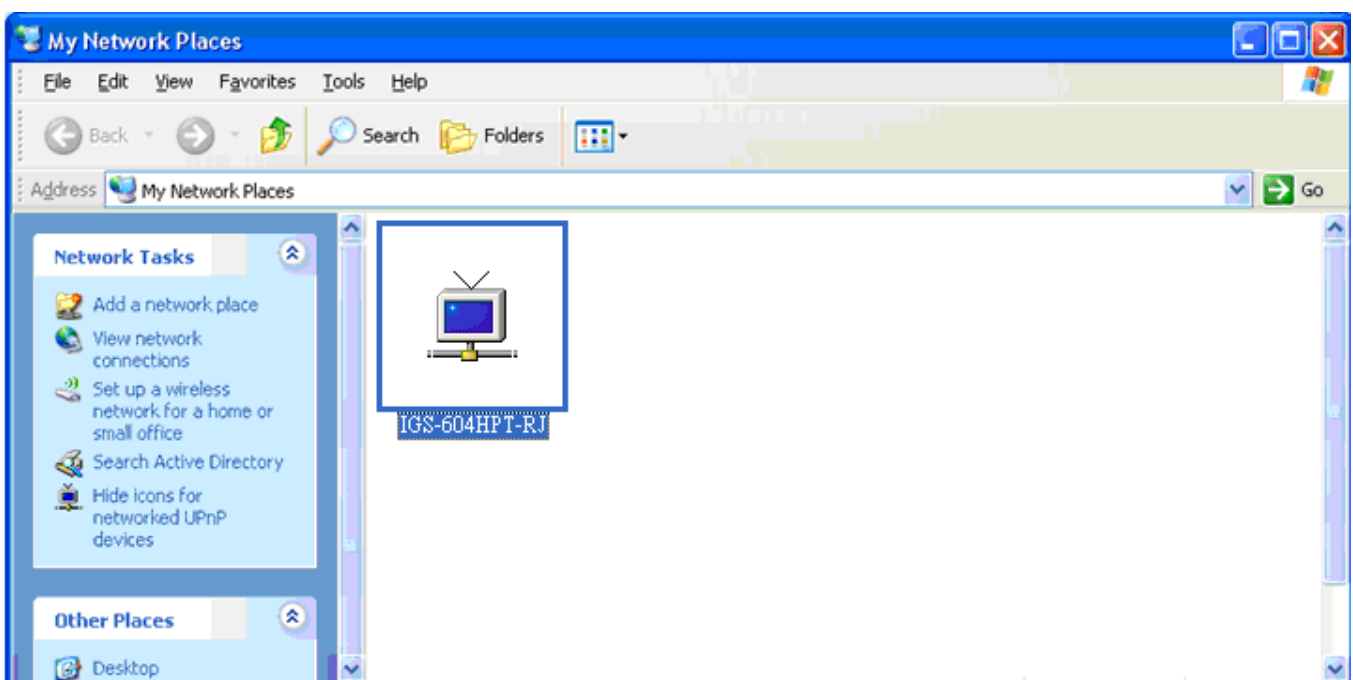 My Network Places
File Edit View Favorites Tools Help
Back Search Folders
Address My Network Places Go
Network Tasks
Add a network place
View network
connections
Set up a wireless
network for a home or
small office
Search Active Directory
Hide icons for
networked UPnP
devices
Other Places
Desktop
IGS-604HPT-RJ